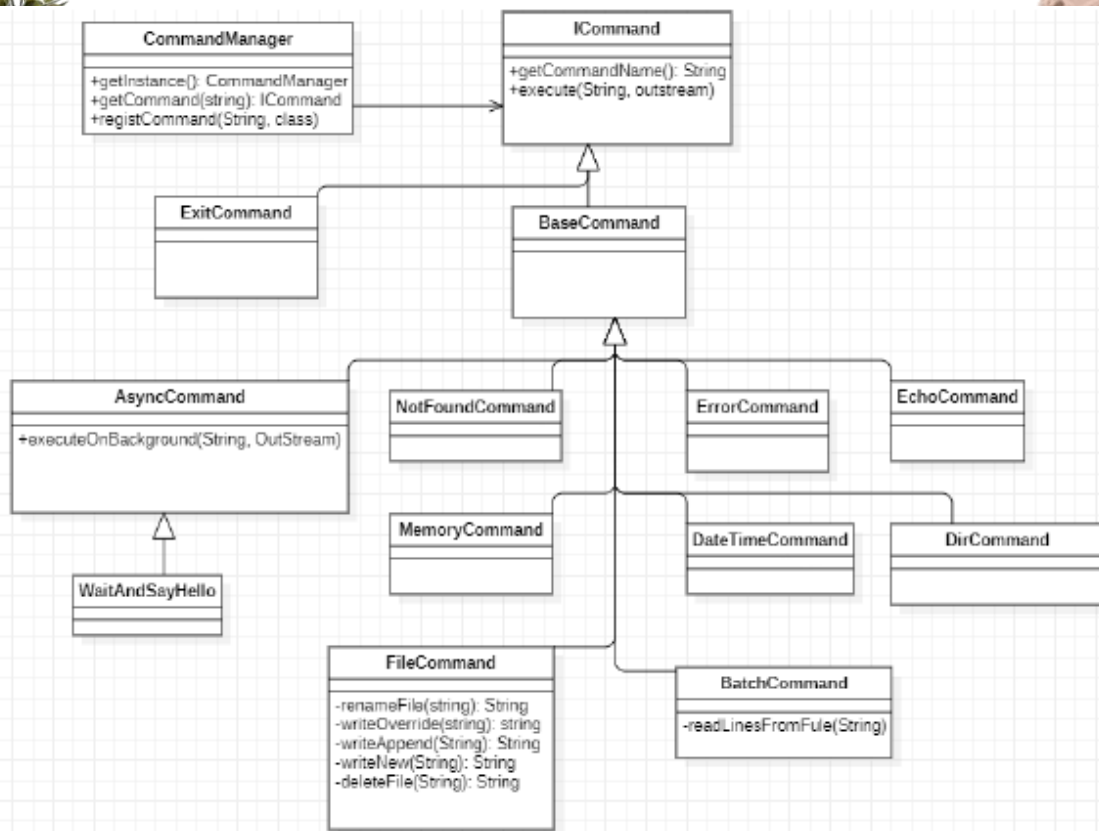 CommandManager
+getInstance(): CommandManager
+getCommand(string): ICommand
+registCommand(String, class)
ICommand
+getCommandName(): String
+execute(String, outstream)
ExitCommand
BaseCommand
AsyncCommand
+executeOnBackground(String, OutStream)
NotFoundCommand
ErrorCommand
EchoCommand
MemoryCommand
DateTimeCommand
DirCommand
WaitAndSayHello
FileCommand
-renameFile(string): String
-writeOverride(string): string
-writeAppend(String): String
-writeNew(String): String
-deleteFile(String): String
BatchCommand
-readLinesFromFule(String)